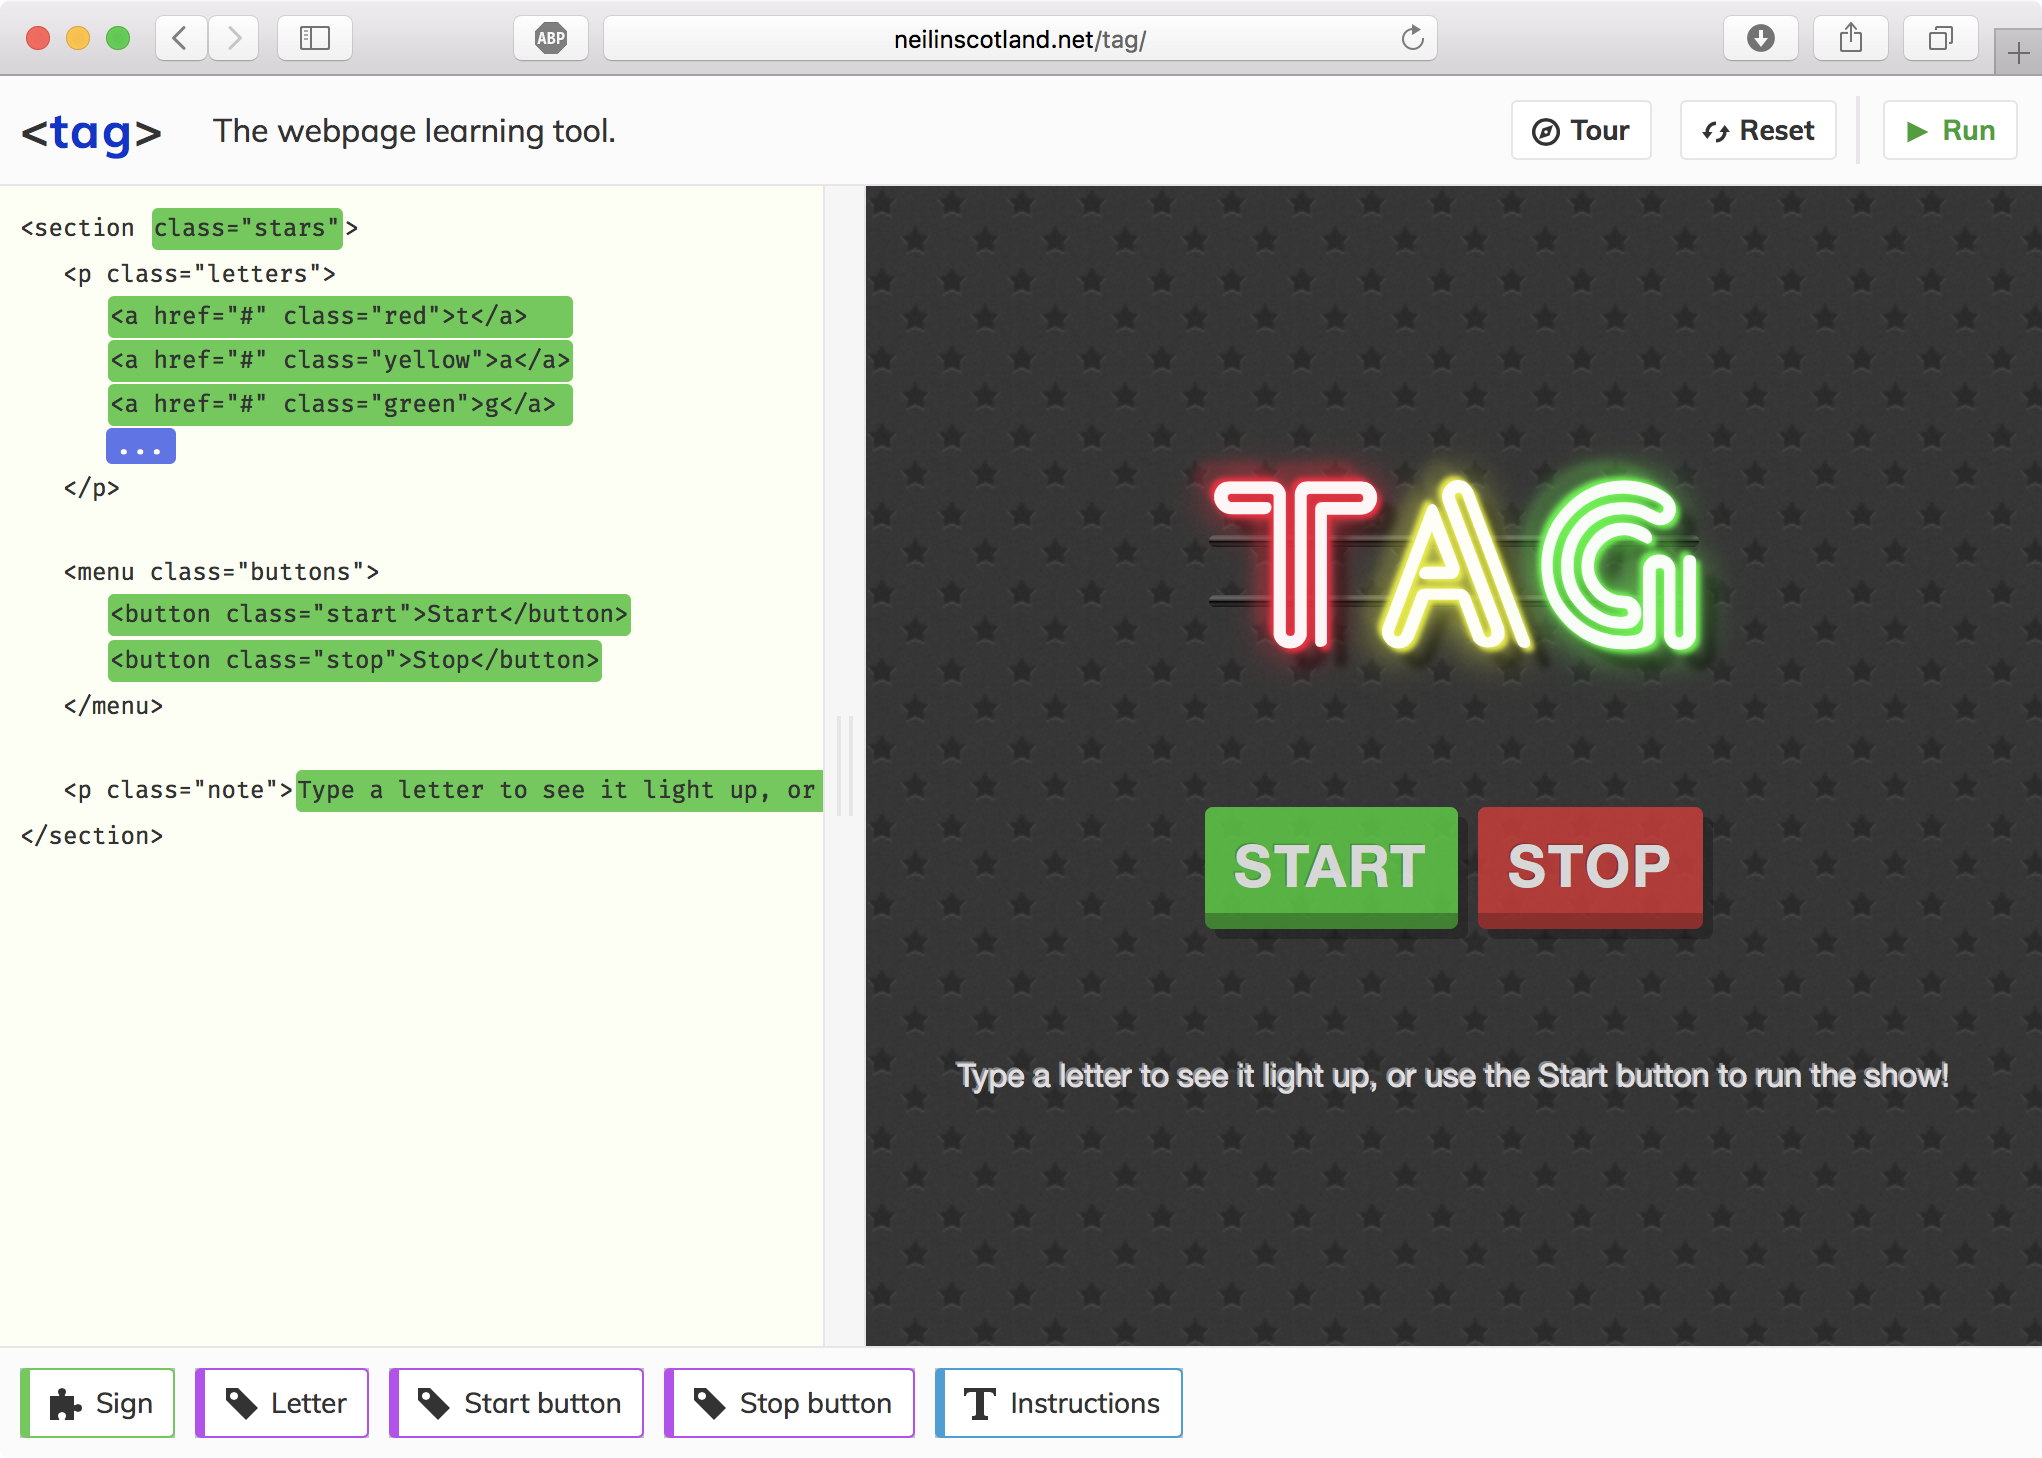 ABP
neilinscotland.net/tag/
<tag>
The webpage learning tool.
Tour
Reset
Run
<section class="stars">
<p class="letters">
<a href="#" class="red">t</a>
<a href="#" class="yellow">a</a>
<a href="#" class="green">g</a>
...
</p>
<menu class="buttons">
<button class="start">Start</button>
<button class="stop">Stop</button>
</menu>
<p class="note">Type a letter to see it light up, or
</section>
TAG
START
STOP
Type a letter to see it light up, or use the Start button to run the show!
Sign
Letter
Start button
Stop button
Instructions